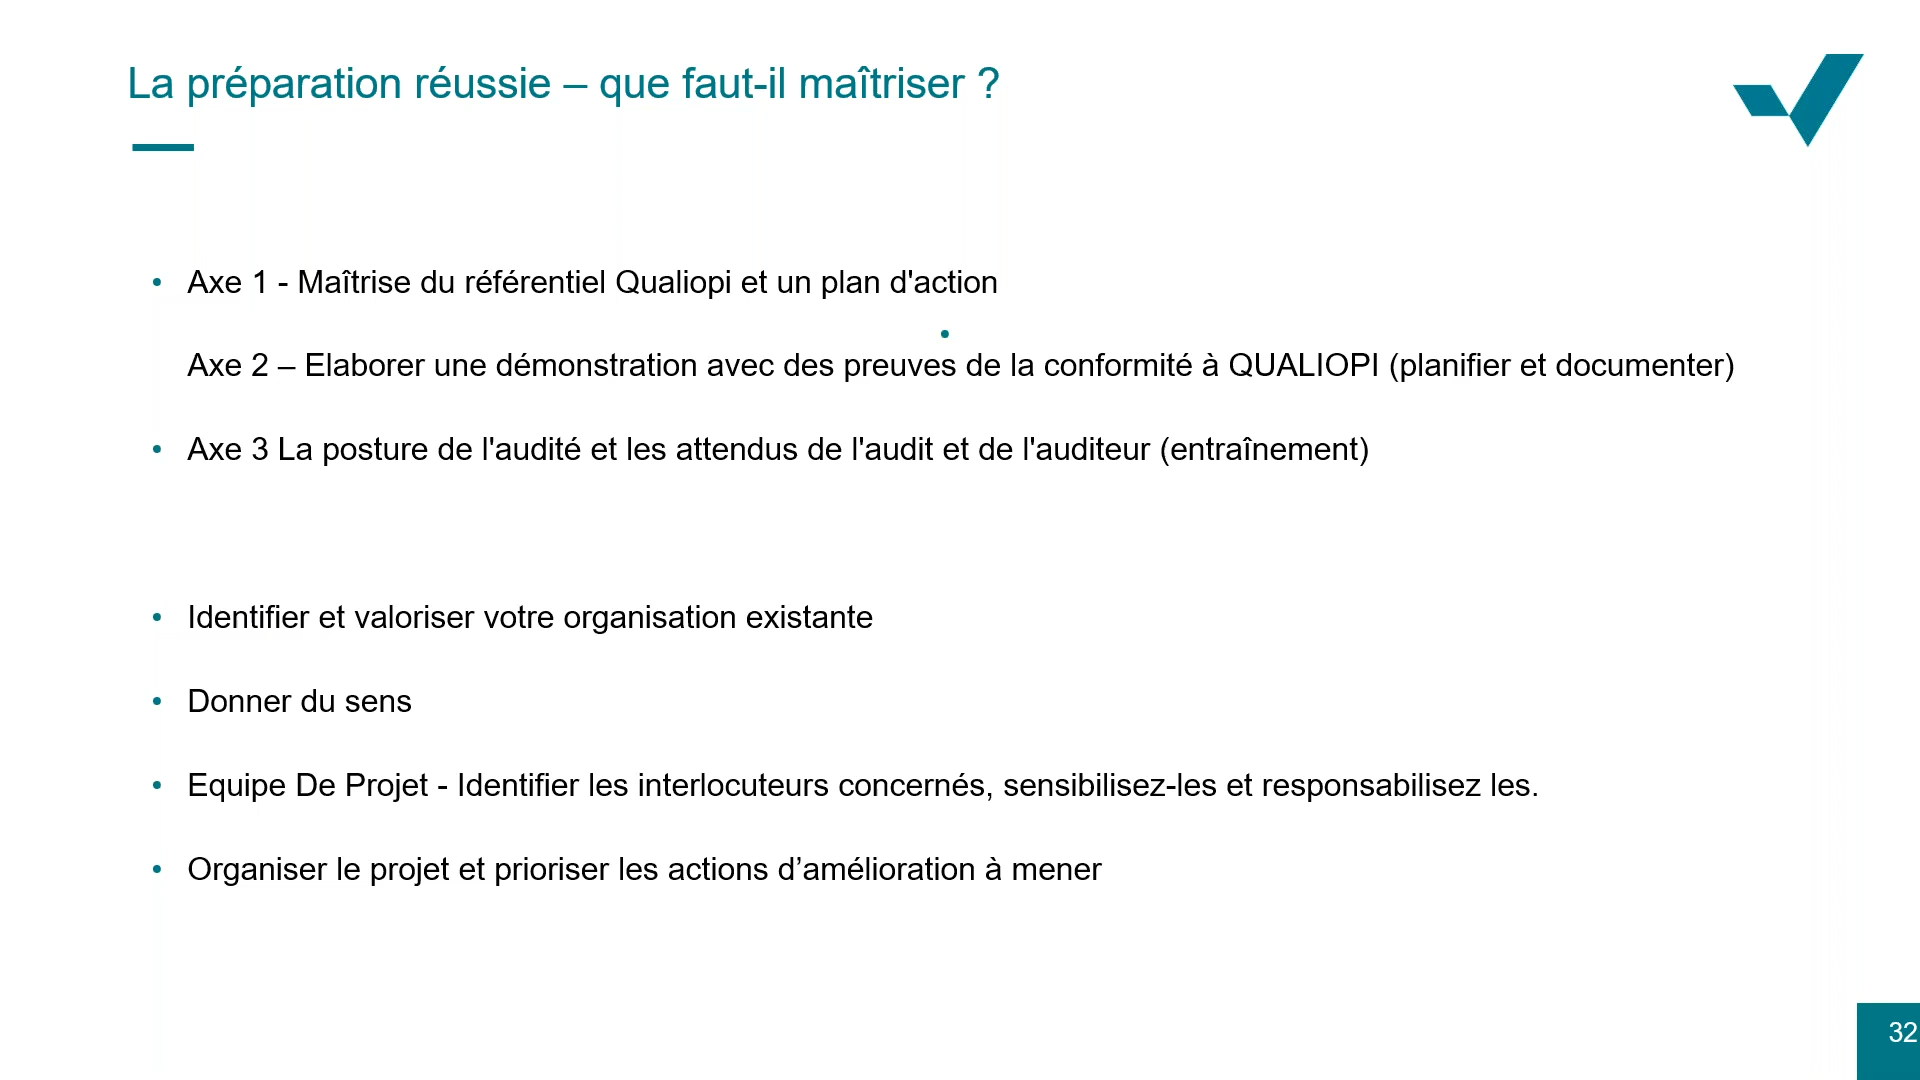 La préparation réussie – que faut-il maîtriser ?
• Axe 1 - Maîtrise du référentiel Qualiopi et un plan d'action
•
Axe 2 – Elaborer une démonstration avec des preuves de la conformité à QUALIOPI (planifier et documenter)
• Axe 3 La posture de l'audité et les attendus de l'audit et de l'auditeur (entraînement)
• Identifier et valoriser votre organisation existante
• Donner du sens
• Equipe De Projet - Identifier les interlocuteurs concernés, sensibilisez-les et responsabilisez les.
• Organiser le projet et prioriser les actions d’amélioration à mener
32